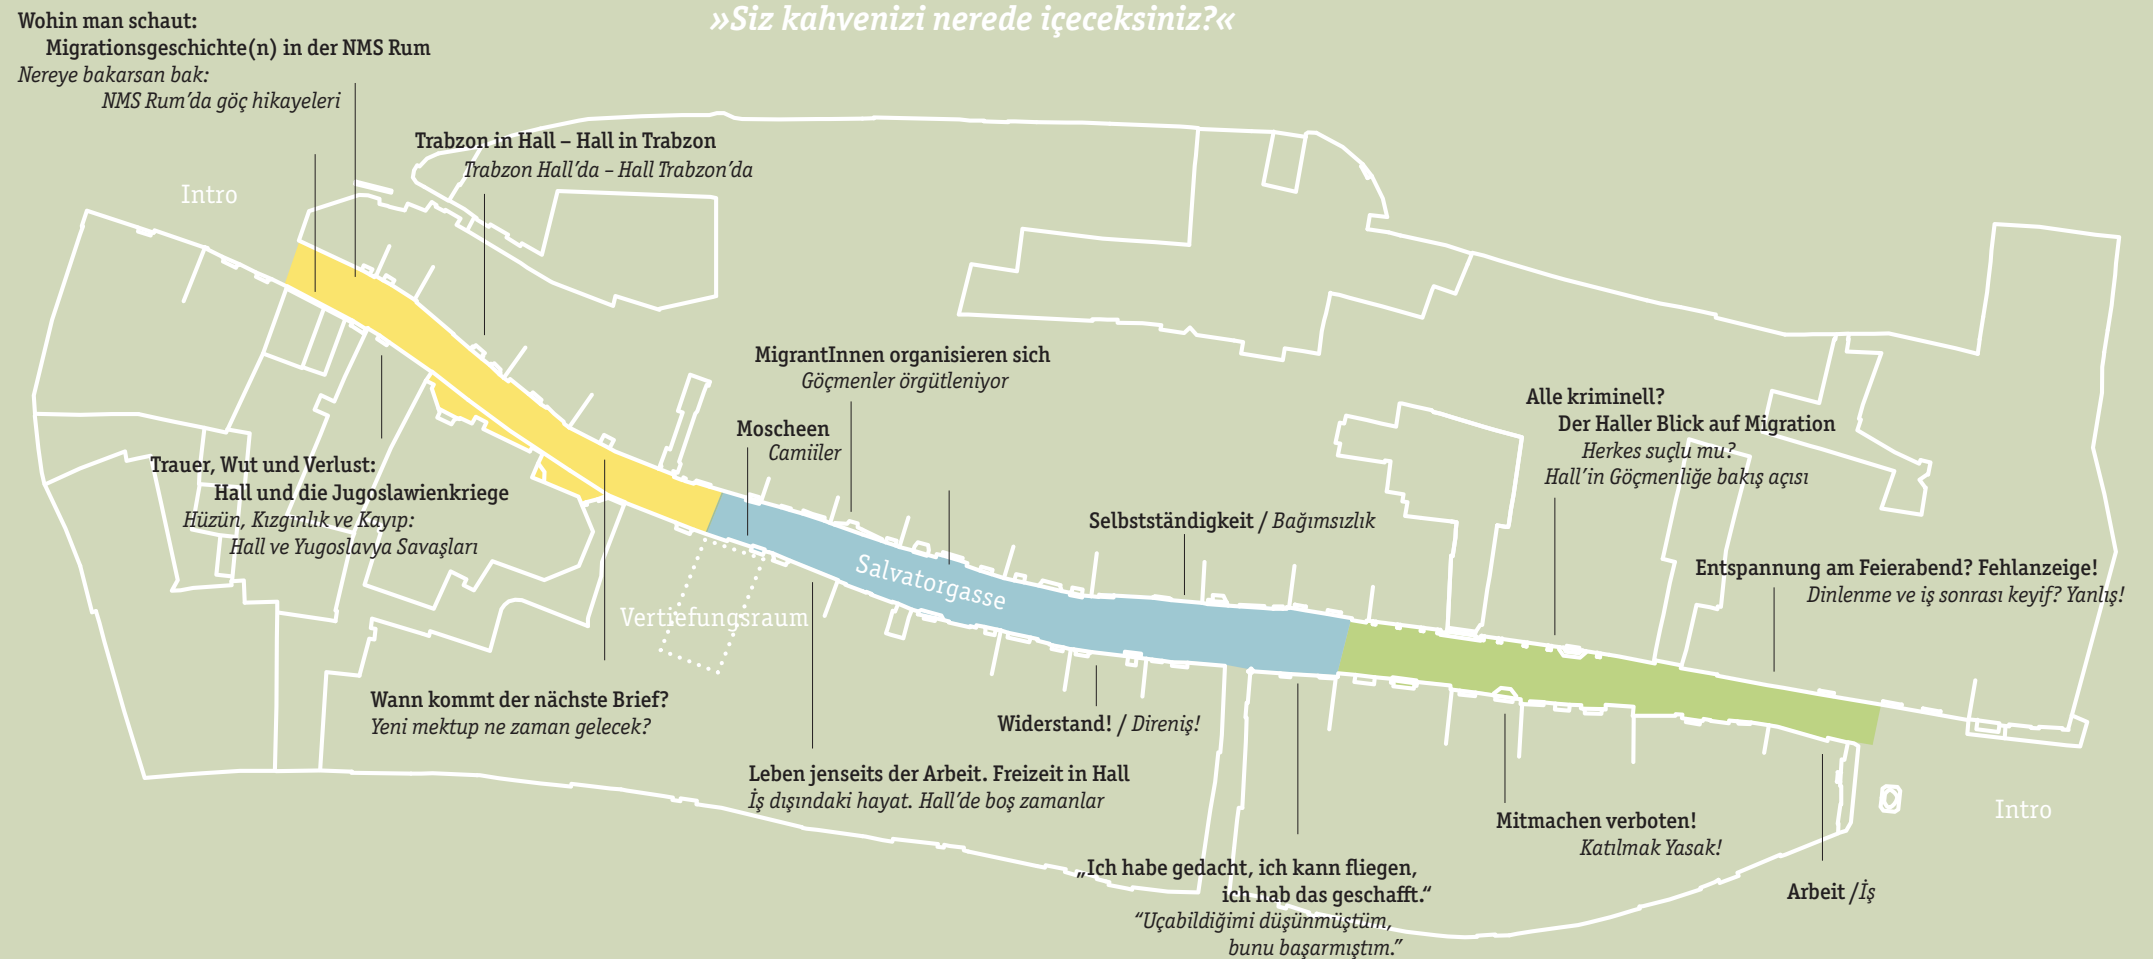 »Siz kahvenizi nerede içeceksiniz?«
Wohin man schaut:
Migrationsgeschichte(n) in der NMS Rum
Nereye bakarsan bak:
NMS Rum’da göç hikayeleri
Trabzon in Hall – Hall in Trabzon
Trabzon Hall’da – Hall Trabzon’da
Intro
MigrantInnen organisieren sich
Göçmenler örgütleniyor
Moscheen
Camiiler
Alle kriminell?
Der Haller Blick auf Migration
Herkes suçlu mu?
Hall’in Göçmenliğe bakış açısı
Trauer, Wut und Verlust:
Hall und die Jugoslawienkriege
Hüzün, Kızgınlık ve Kayıp:
Hall ve Yugoslavya Savaşları
Selbstständigkeit / Bağımsızlık
Salvatorgasse
Entspannung am Feierabend? Fehlanzeige!
Dinlenme ve iş sonrası keyif? Yanlış!
Vertiefungsraum
Wann kommt der nächste Brief?
Yeni mektup ne zaman gelecek?
Widerstand! / Direniş!
Leben jenseits der Arbeit. Freizeit in Hall
İş dışındaki hayat. Hall’de boş zamanlar
Mitmachen verboten!
Katılmak Yasak!
Intro
„Ich habe gedacht, ich kann fliegen,
ich hab das geschafft.“
“Uçabildiğimi düşünmüştüm,
bunu başarmıştım.”
Arbeit /İş